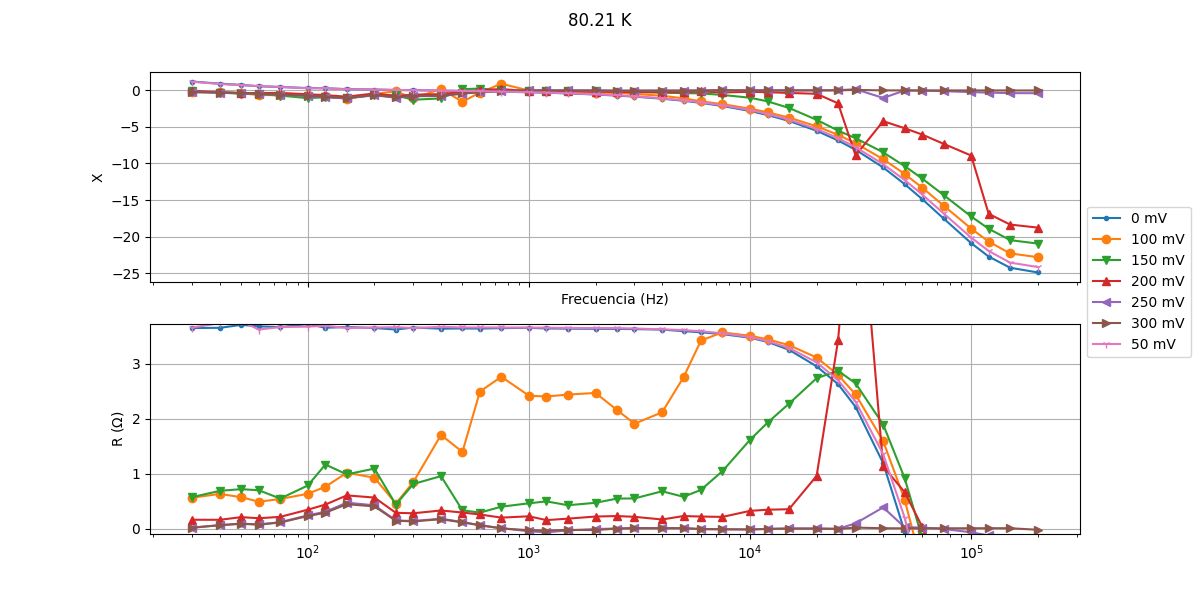 80.21 K
X
0
−5
−10
−15
−20
−25
Frecuencia (Hz)
R (Ω)
3
2
1
0
10²
10³
10⁴
10⁵
0 mV
100 mV
150 mV
200 mV
250 mV
300 mV
50 mV